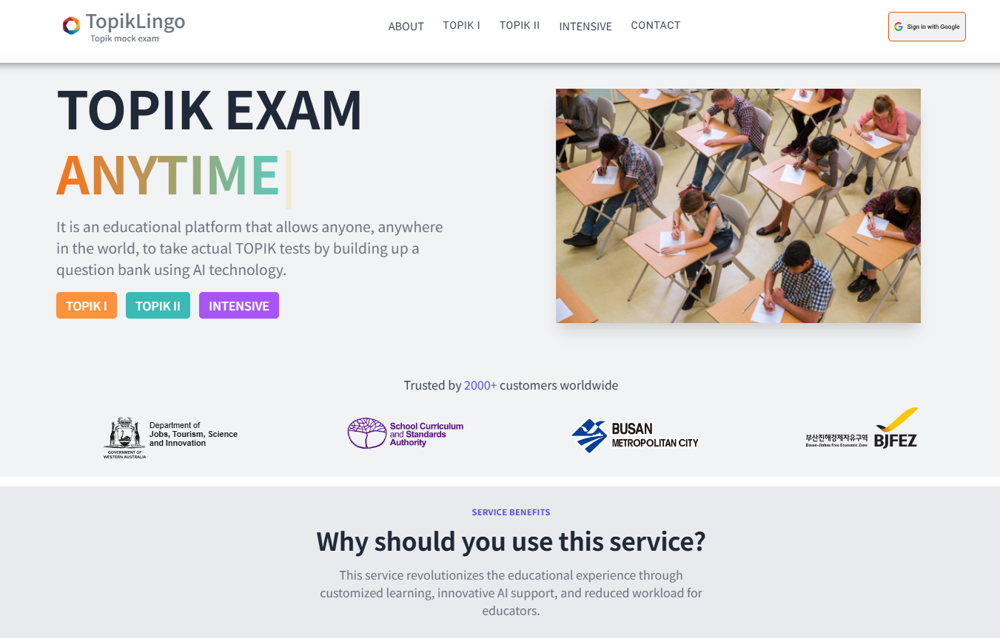 TopikLingo
Topik mock exam
ABOUT
TOPIK I
TOPIK II
INTENSIVE
CONTACT
Sign in with Google
TOPIK EXAM
ANYTIME
It is an educational platform that allows anyone, anywhere
in the world, to take actual TOPIK tests by building up a
question bank using AI technology.
TOPIK I
TOPIK II
INTENSIVE
Trusted by 2000+ customers worldwide
GOVERNMENT OF
WESTERN AUSTRALIA
Department of
Jobs, Tourism, Science
and Innovation
School Curriculum
and Standards
Authority
BUSAN
METROPOLITAN CITY
부산진해경제자유구역
Busan-Jinhae Free Economic Zone
BJFEZ
SERVICE BENEFITS
Why should you use this service?
This service revolutionizes the educational experience through
customized learning, innovative AI support, and reduced workload for
educators.